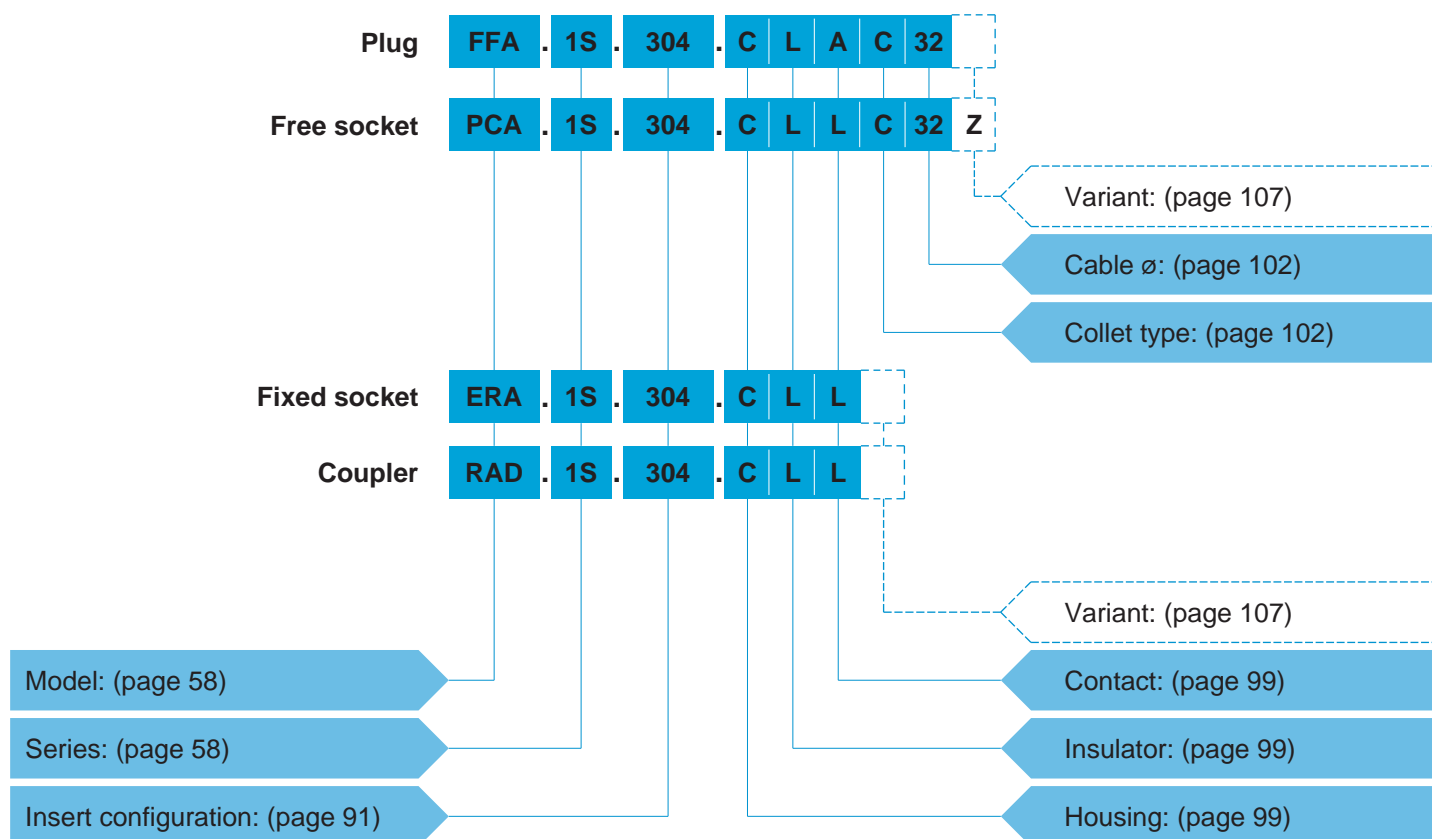 Plug FFA . 1S . 304 . C L A C 32
Free socket PCA . 1S . 304 . C L L C 32 Z
Variant: (page 107)
Cable ø: (page 102)
Collet type: (page 102)
Fixed socket ERA . 1S . 304 . C L L
Coupler RAD . 1S . 304 . C L L
Variant: (page 107)
Model: (page 58) Contact: (page 99)
Series: (page 58) Insulator: (page 99)
Insert configuration: (page 91) Housing: (page 99)